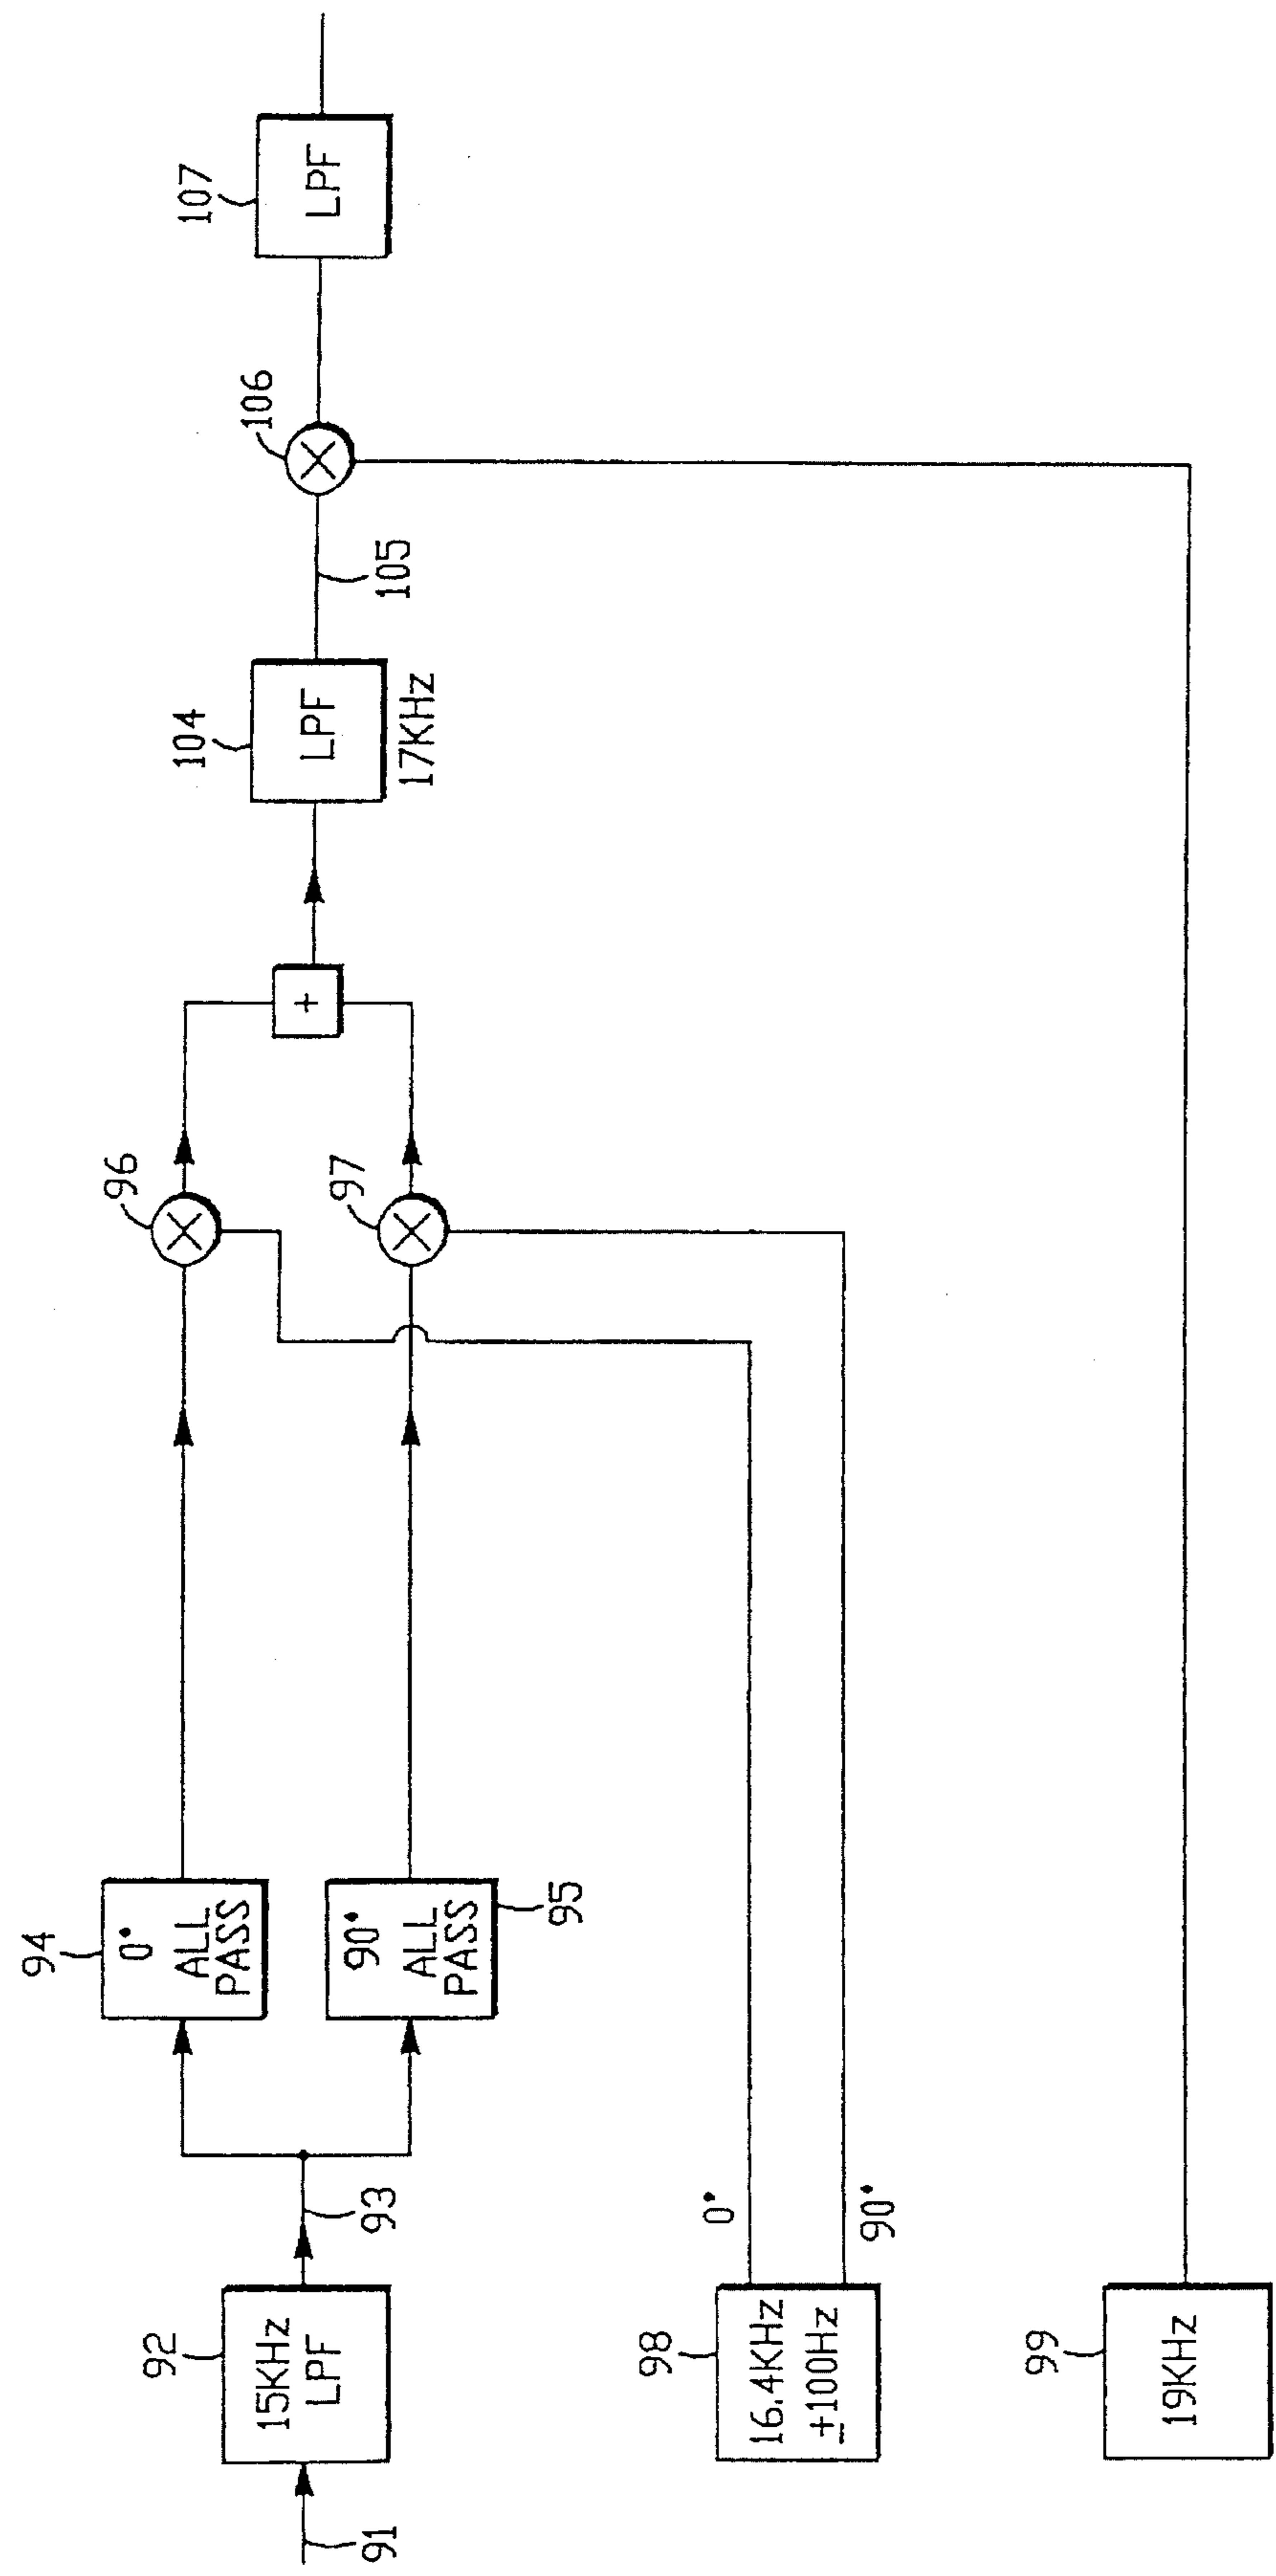 91
92
15KHz
LPF
93
94
0°
ALL
PASS
90°
ALL
PASS
95
96
97
+
104
LPF
17KHz
105
106
107
LPF
98
16.4KHz
±100Hz
0°
90°
99
19KHz